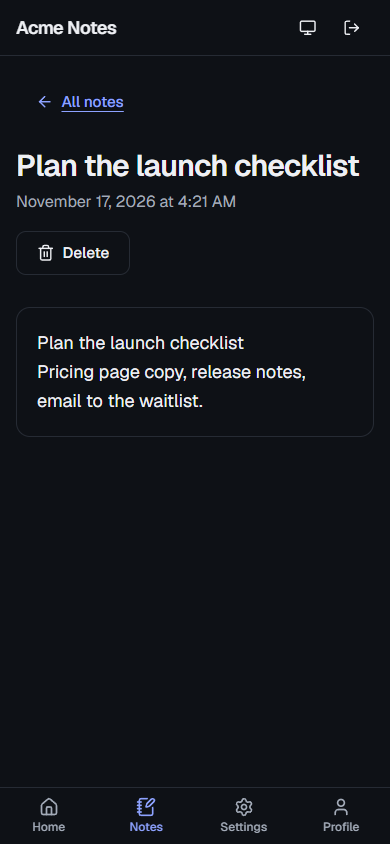 Acme Notes
All notes
Plan the launch checklist
November 17, 2026 at 4:21 AM
Delete
Plan the launch checklist
Pricing page copy, release notes,
email to the waitlist.
Home
Notes
Settings
Profile